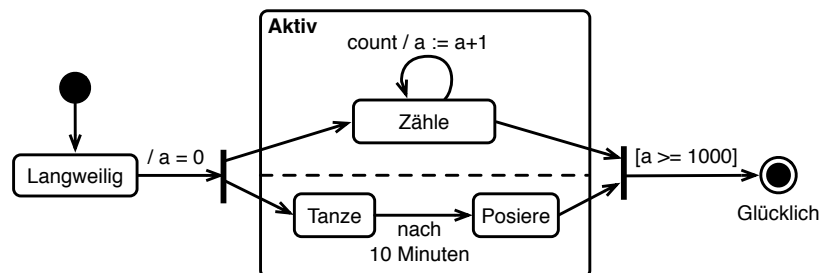 Aktiv
count / a := a+1
Zähle
/ a = 0
[a >= 1000]
Langweilig
Tanze
Posiere
nach
10 Minuten
Glücklich